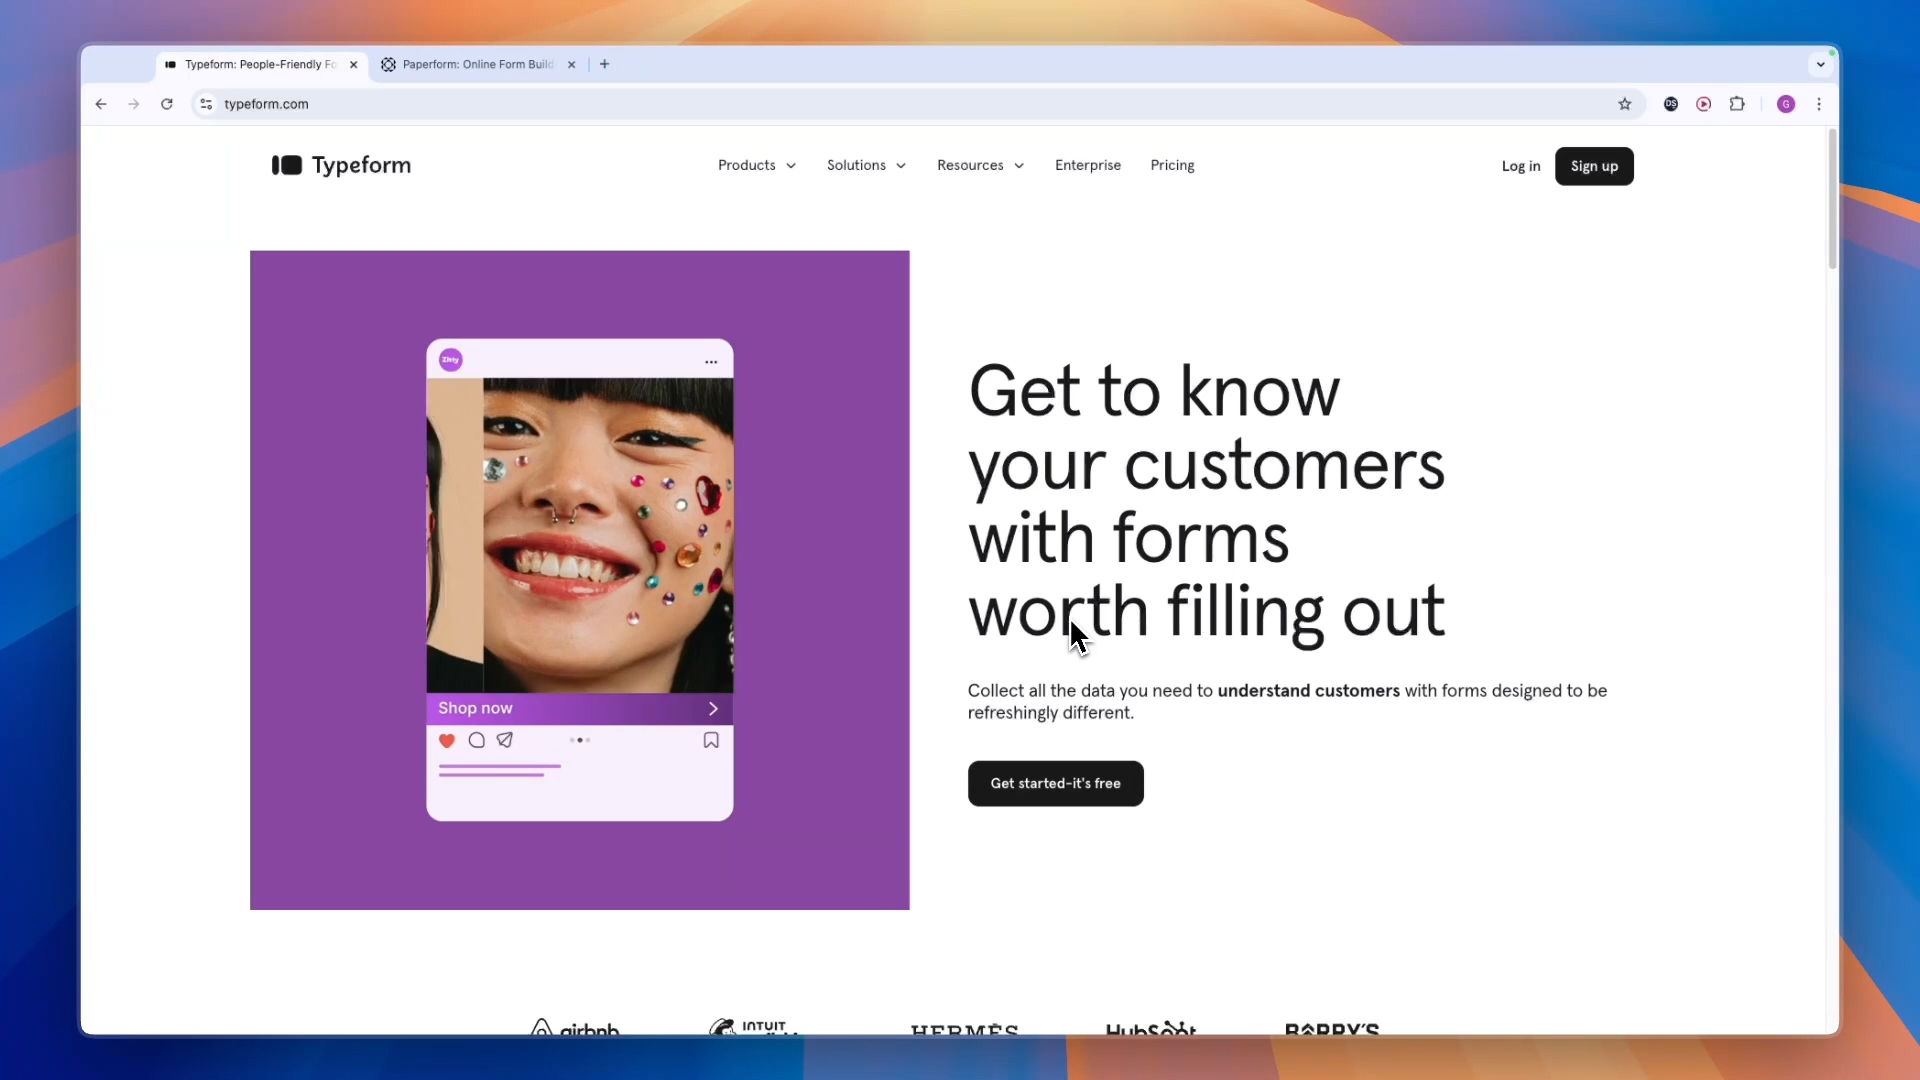 Typeform: People-Friendly Fo
Paperform: Online Form Build
typeform.com
G
Typeform
Products
Solutions
Resources
Enterprise
Pricing
Log in
Sign up
Zitty
Get to know
your customers
with forms
worth filling out
Shop now
Collect all the data you need to understand customers with forms designed to be
refreshingly different.
Get started-it's free
airbnb
INTUIT
HERMÈS
HubSpot
BARRY'S